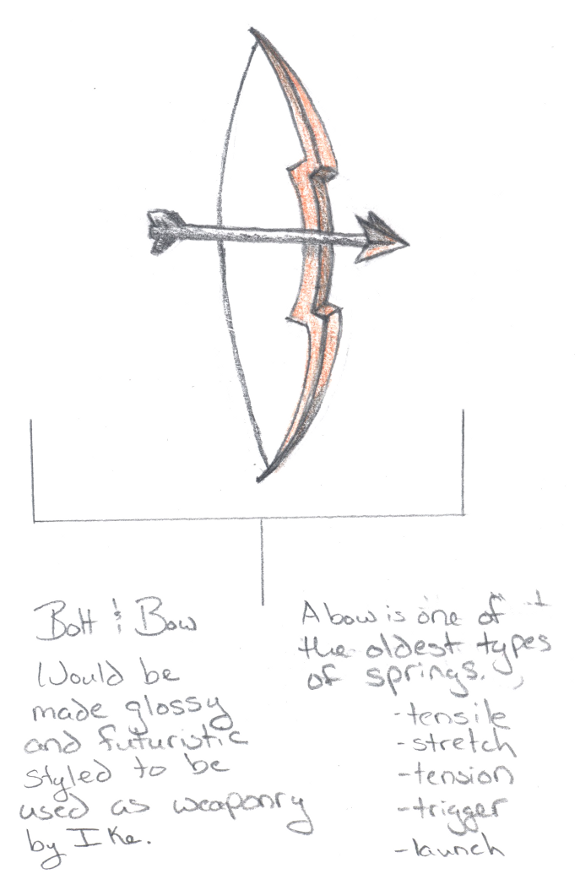 Bolt & Bow
Would be
made glossy
and futuristic
styled to be
used as weaponry
by Ike.
A bow is one of
the oldest types
of springs.
-tensile
-stretch
-tension
-trigger
-launch